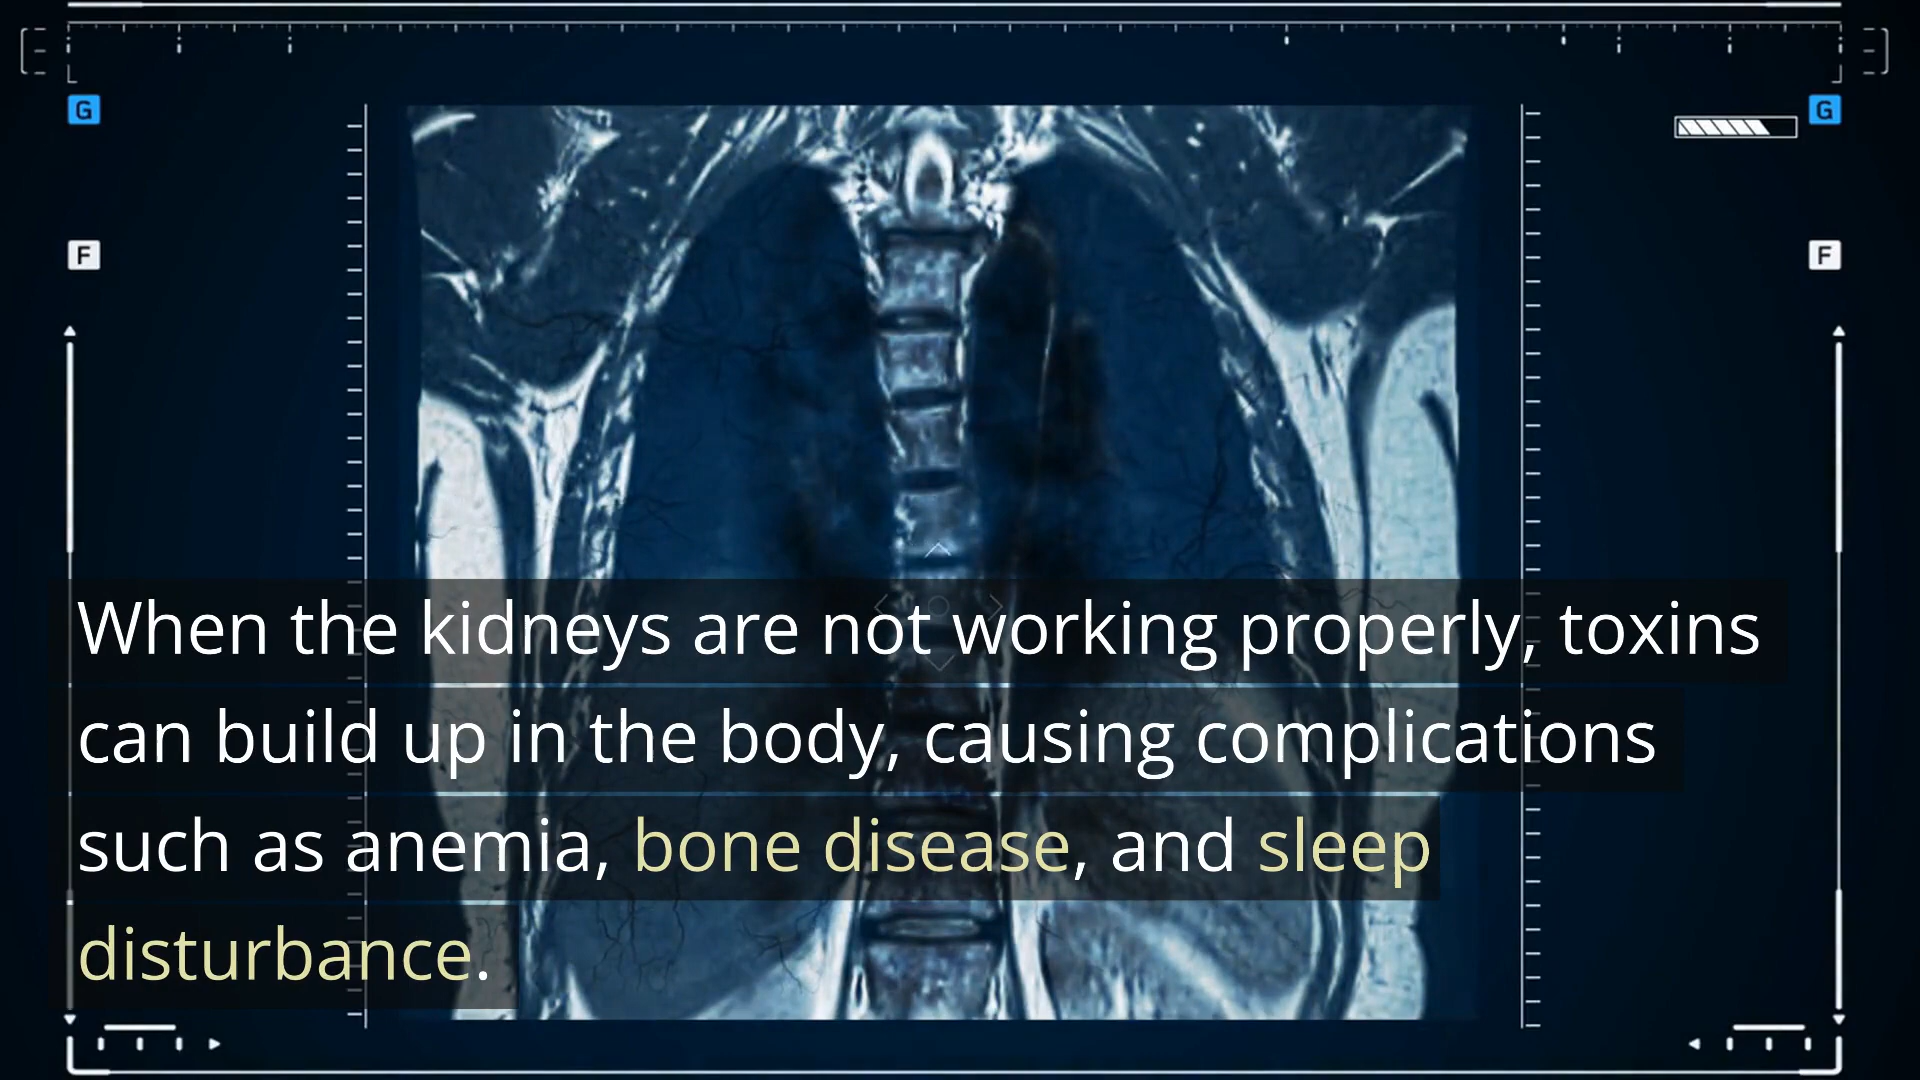 G
G
F
F
When the kidneys are not working properly, toxins
can build up in the body, causing complications
such as anemia, bone disease, and sleep
disturbance.